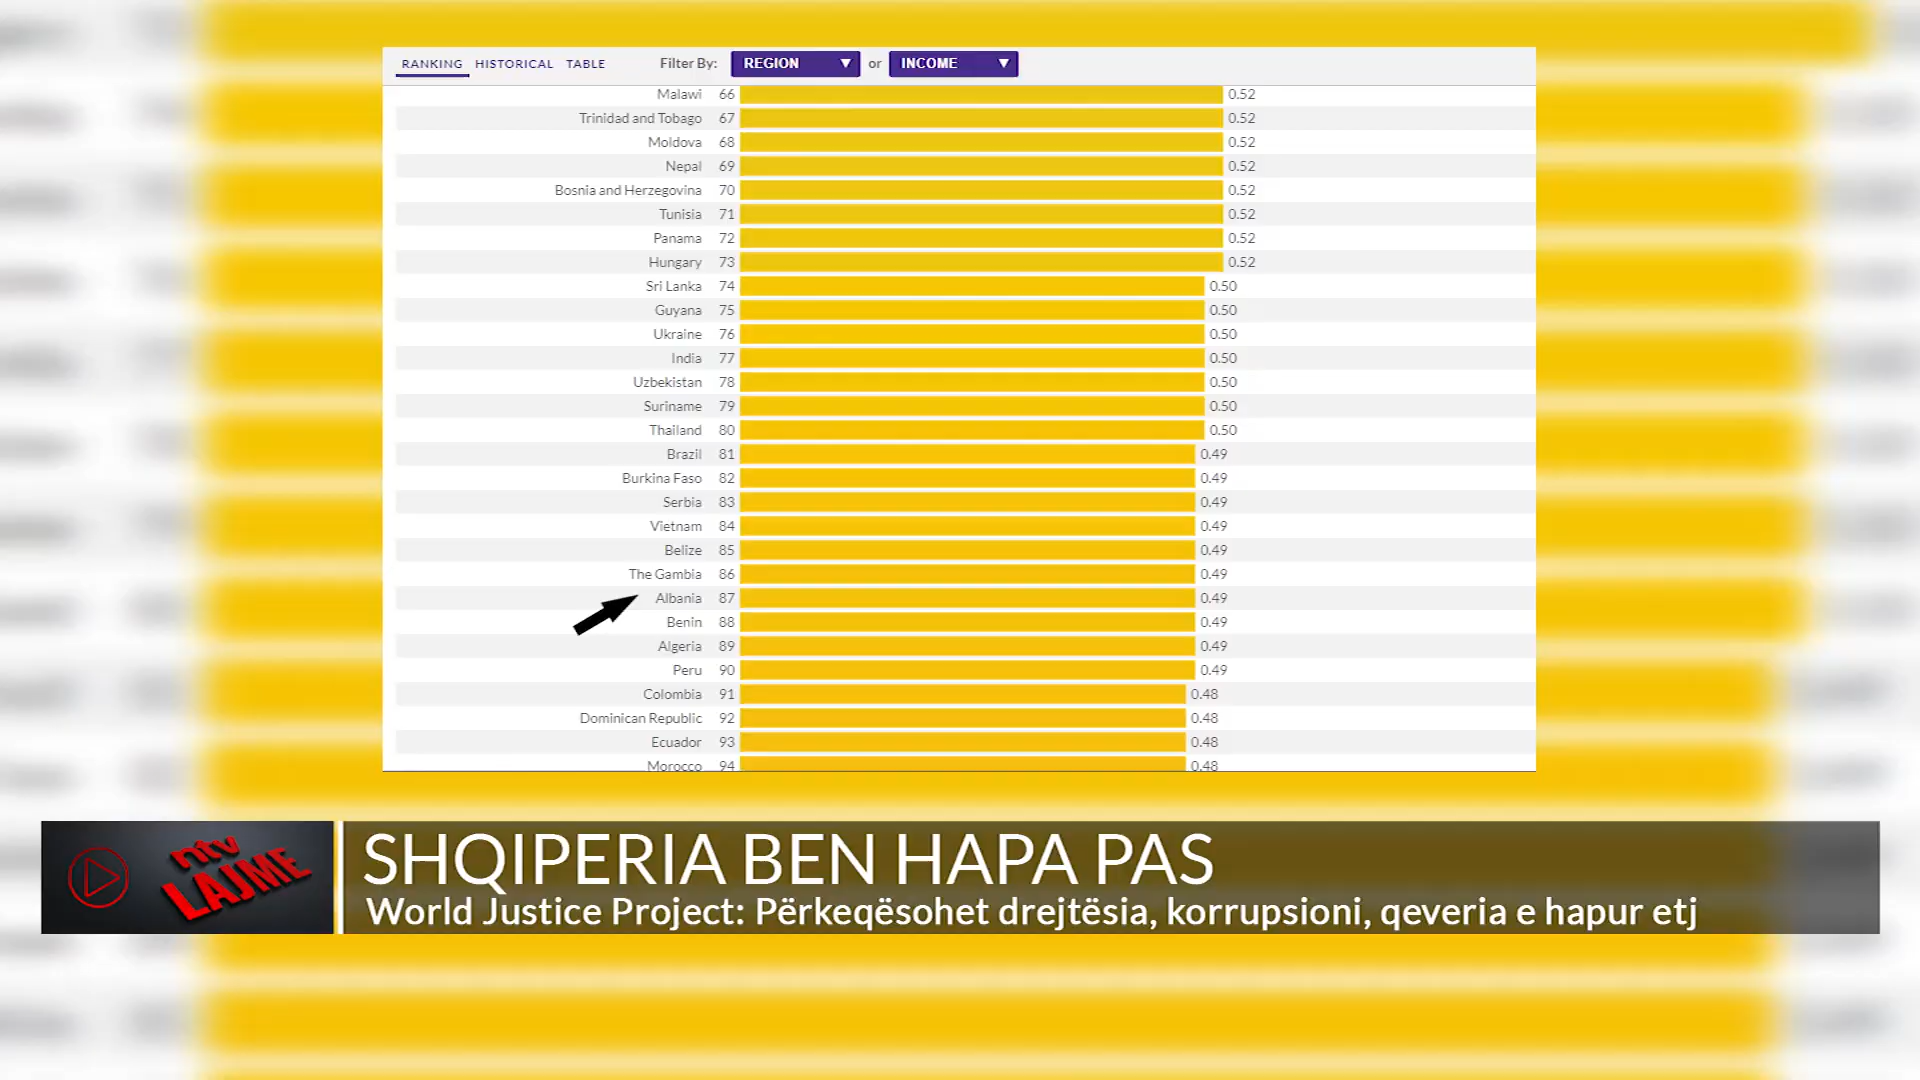 RANKING HISTORICAL TABLE Filter By: REGION ▼ or INCOME ▼
Malawi 66 0.52
Trinidad and Tobago 67 0.52
Moldova 68 0.52
Nepal 69 0.52
Bosnia and Herzegovina 70 0.52
Tunisia 71 0.52
Panama 72 0.52
Hungary 73 0.52
Sri Lanka 74 0.50
Guyana 75 0.50
Ukraine 76 0.50
India 77 0.50
Uzbekistan 78 0.50
Suriname 79 0.50
Thailand 80 0.50
Brazil 81 0.49
Burkina Faso 82 0.49
Serbia 83 0.49
Vietnam 84 0.49
Belize 85 0.49
The Gambia 86 0.49
Albania 87 0.49
Benin 88 0.49
Algeria 89 0.49
Peru 90 0.49
Colombia 91 0.48
Dominican Republic 92 0.48
Ecuador 93 0.48
Morocco 94 0.48
ntv
LAJME
SHQIPERIA BEN HAPA PAS
World Justice Project: Përkeqësohet drejtësia, korrupsioni, qeveria e hapur etj